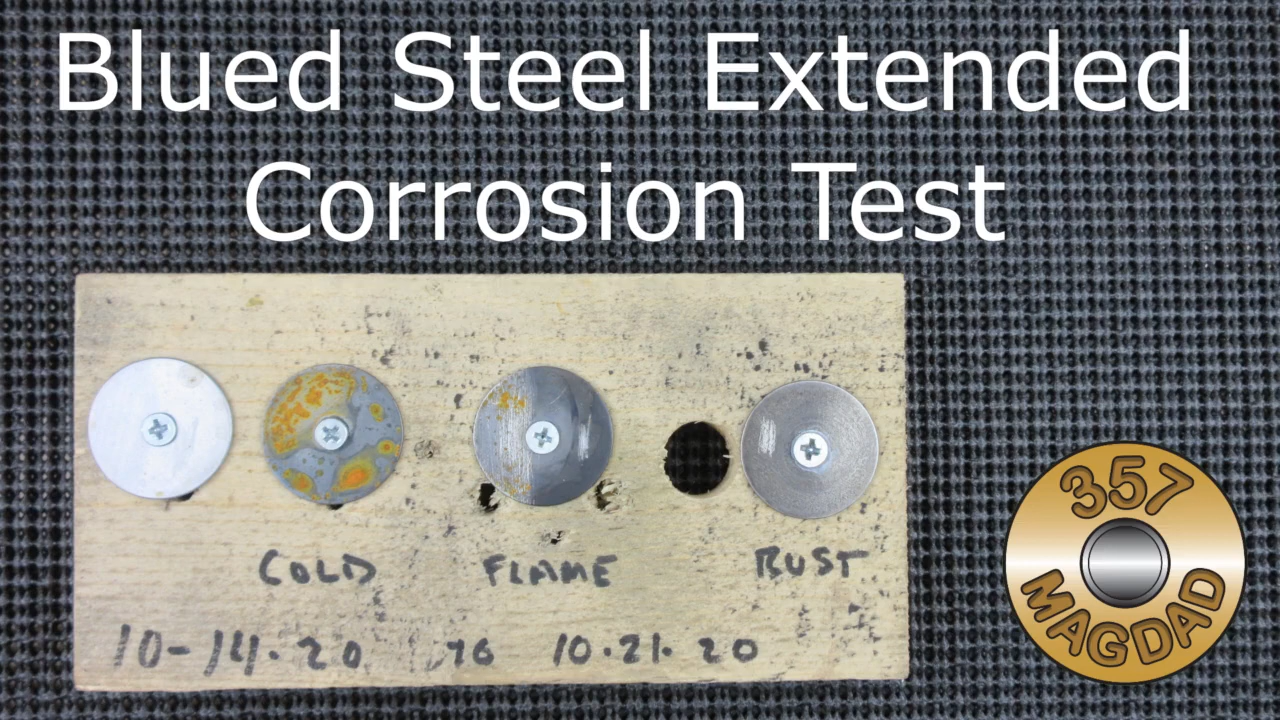 Blued Steel Extended
Corrosion Test
COLD FLAME RUST
10-14.20 TO 10.21.20
357
MAGDAD